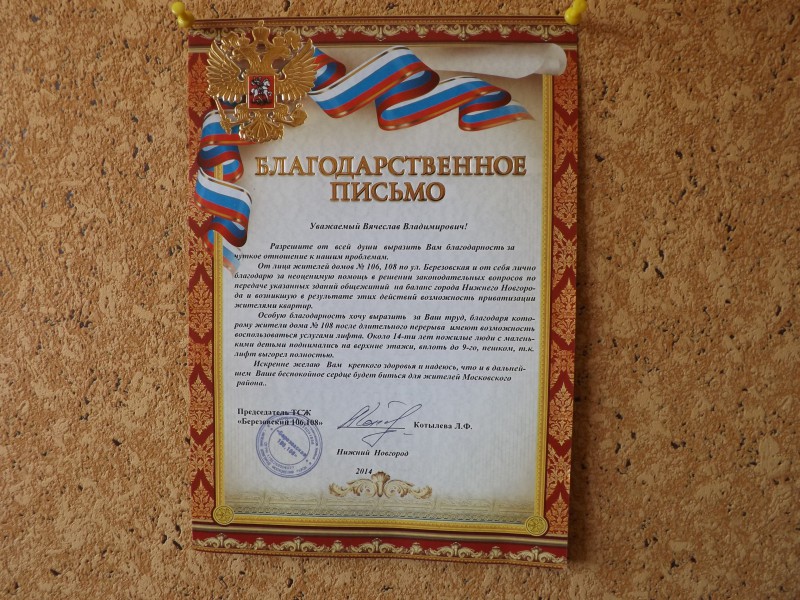 БЛАГОДАРСТВЕННОЕ
ПИСЬМО
Уважаемый Вячеслав Владимирович!
Разрешите от всей души выразить Вам благодарность за
чуткое отношение к нашим проблемам.
От лица жителей домов № 106, 108 по ул. Березовская и от себя лично
благодарю за неоценимую помощь в решении законодательных вопросов по
передаче указанных зданий общежитий на баланс города Нижнего Новгоро-
да и возникшую в результате этих действий возможность приватизации
жителями квартир.
Особую благодарность хочу выразить за Ваш труд, благодаря кото-
рому жители дома № 108 после длительного перерыва имеют возможность
воспользоваться услугами лифта. Около 14-ти лет пожилые люди с малень-
кими детьми поднимались на верхние этажи, вплоть до 9-го, пешком, т.к.
лифт выгорел полностью.
Искренне желаю Вам крепкого здоровья и надеюсь, что и в дальней-
шем Ваше беспокойное сердце будет биться для жителей Московского
района..
Председатель ТСЖ
«Березовский 106,108»
Котылева Л.Ф.
Нижний Новгород
2014